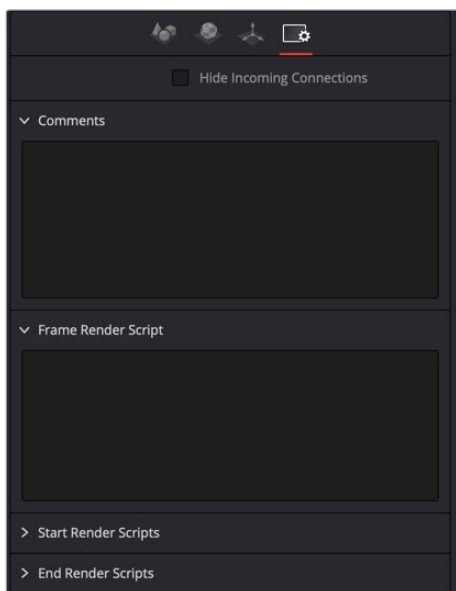 Hide Incoming Connections
Comments
Frame Render Script
Start Render Scripts
End Render Scripts